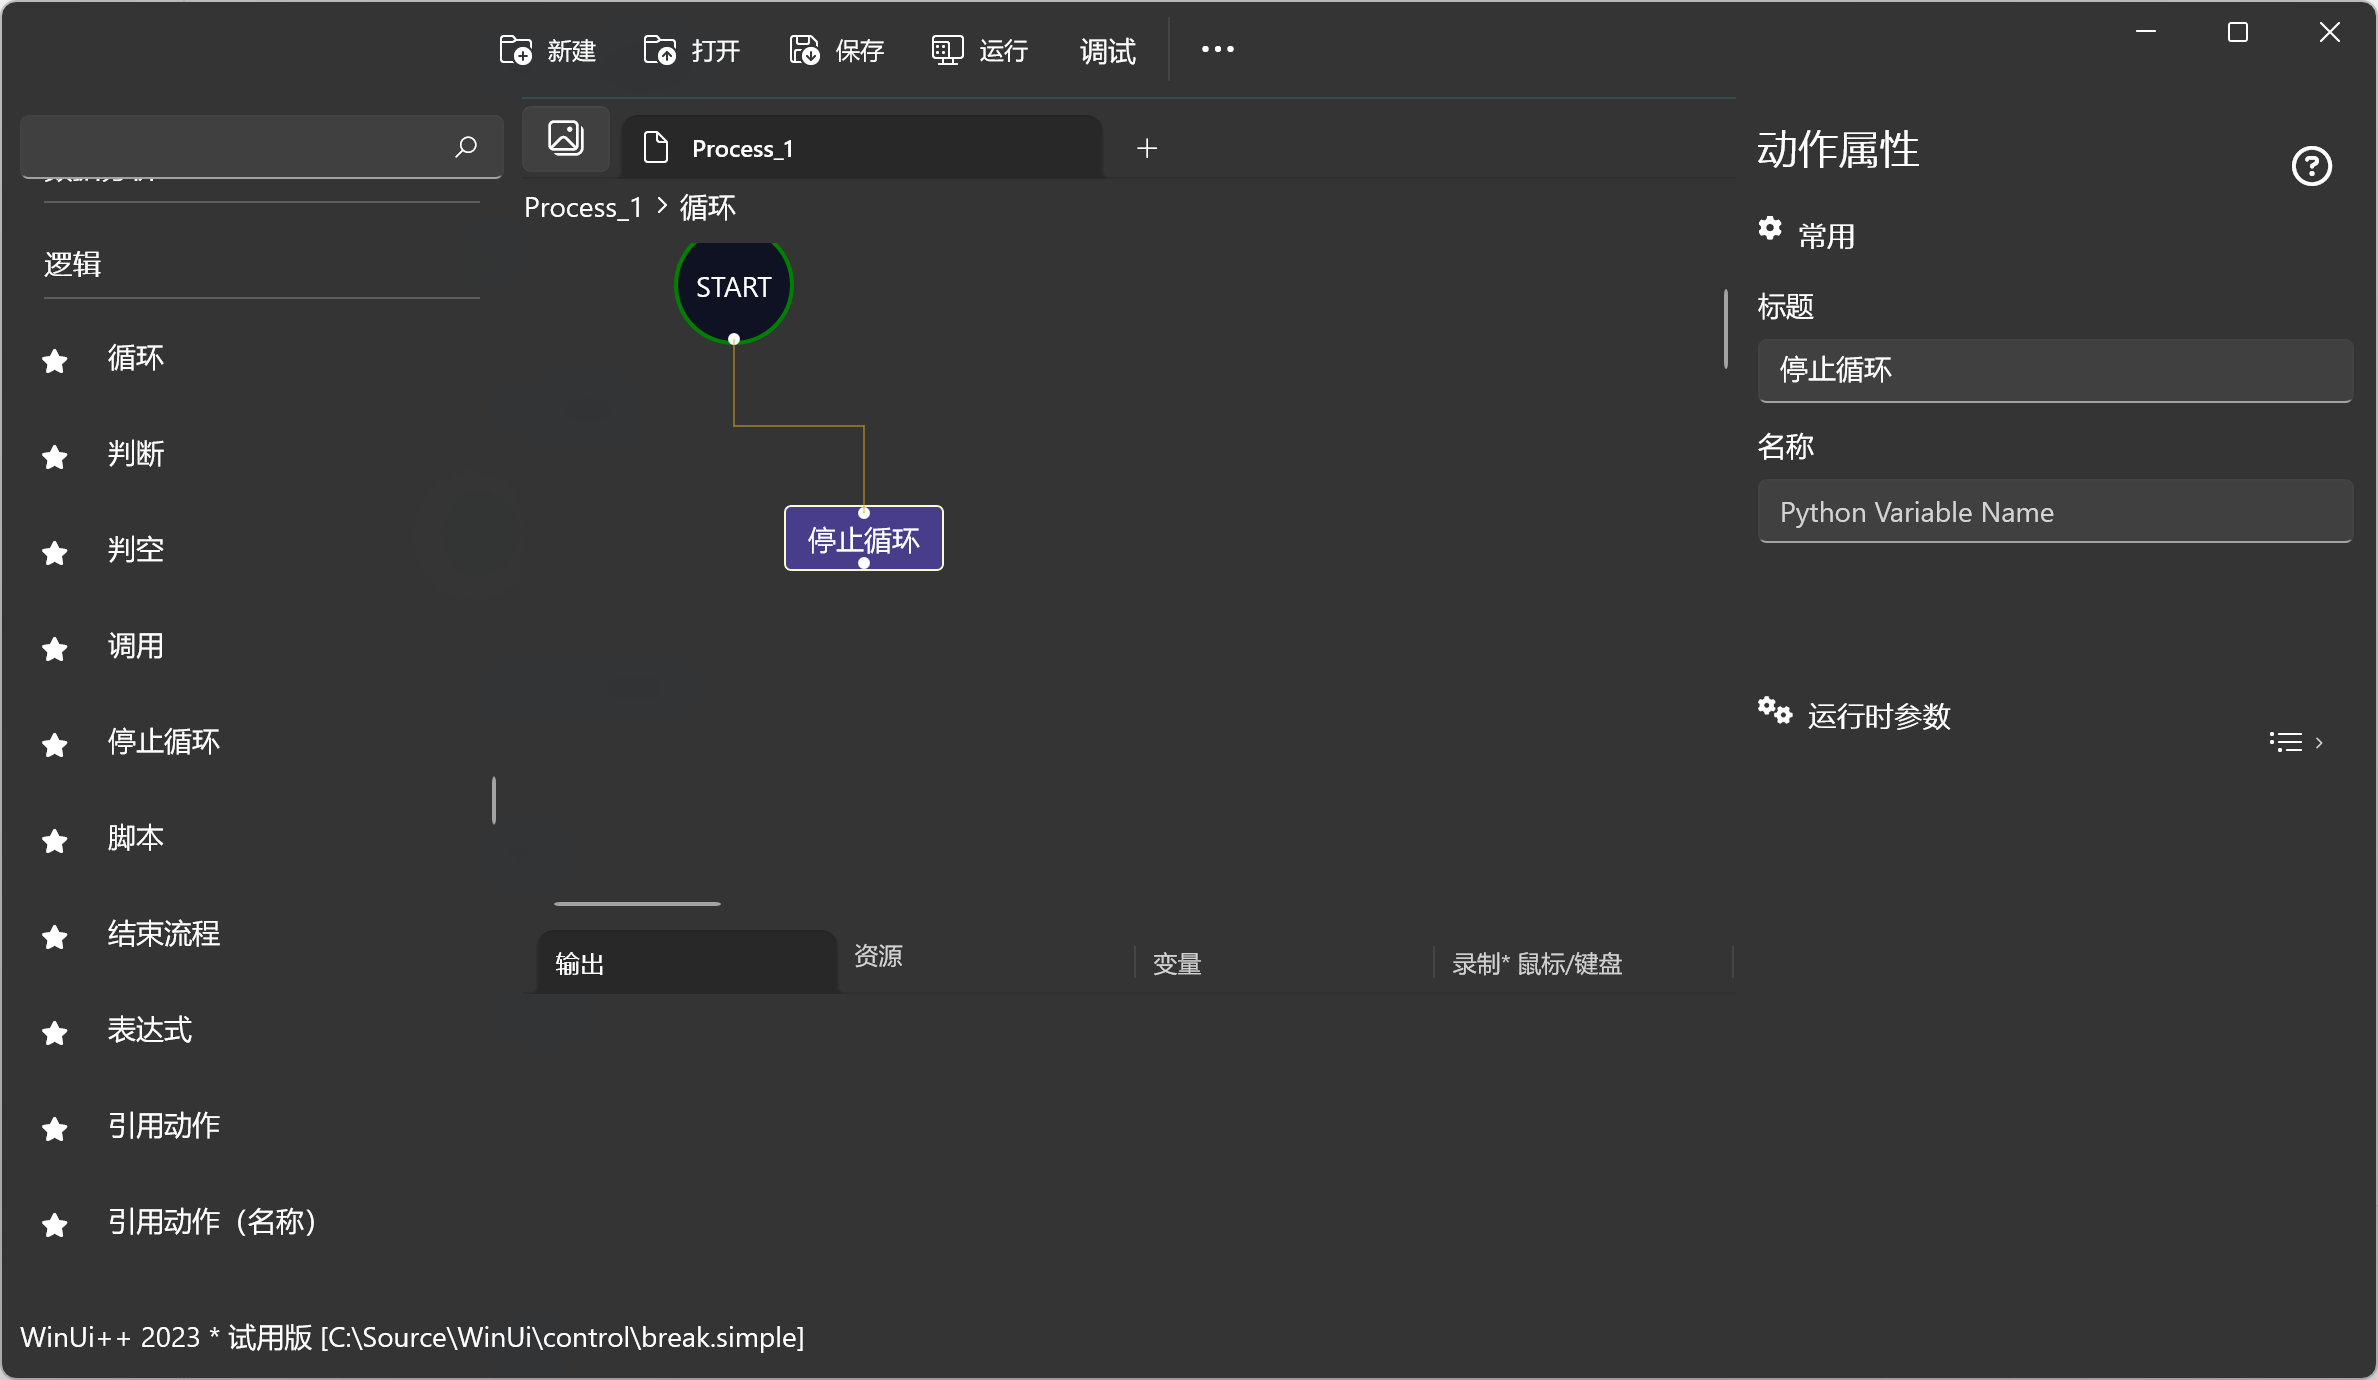 新建 打开 保存 运行 调试
Process_1
Process_1 > 循环
逻辑
循环
判断
判空
调用
停止循环
脚本
结束流程
表达式
引用动作
引用动作（名称）
START
停止循环
输出 资源 变量 录制* 鼠标/键盘
动作属性
常用
标题
停止循环
名称
Python Variable Name
运行时参数
WinUi++ 2023 * 试用版 [C:\Source\WinUi\control\break.simple]